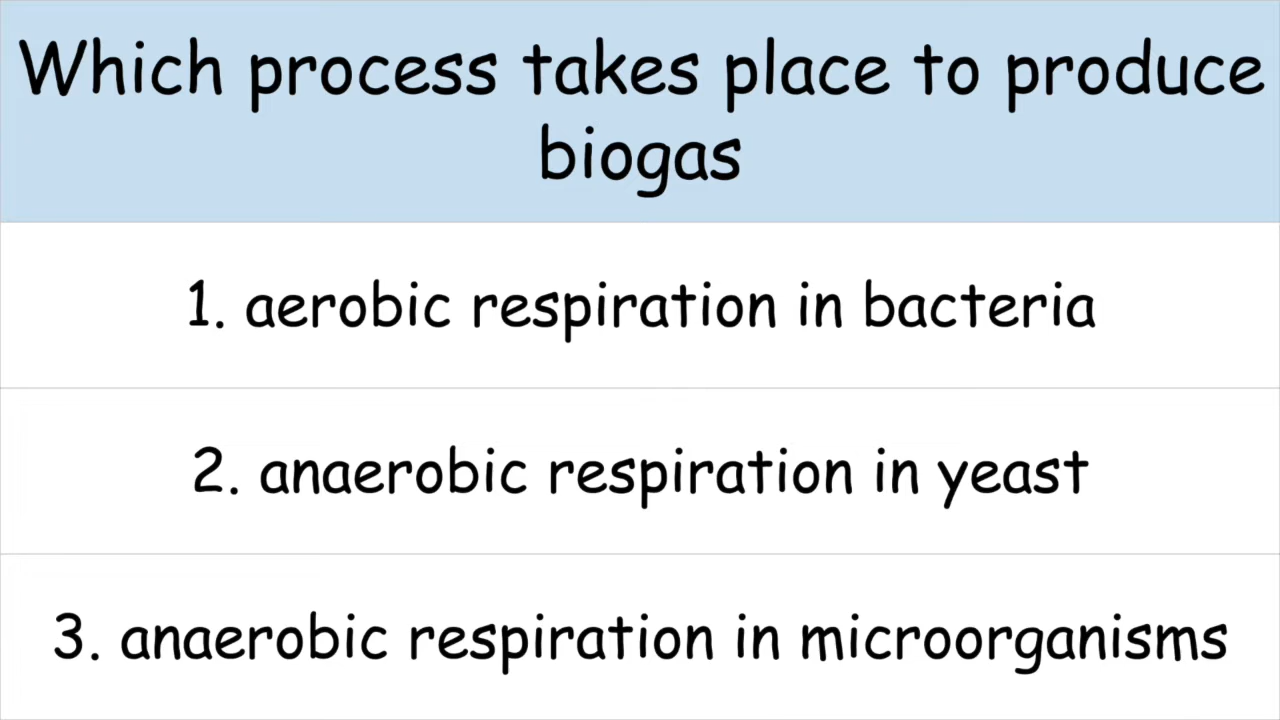 Which process takes place to produce
biogas
1. aerobic respiration in bacteria
2. anaerobic respiration in yeast
3. anaerobic respiration in microorganisms